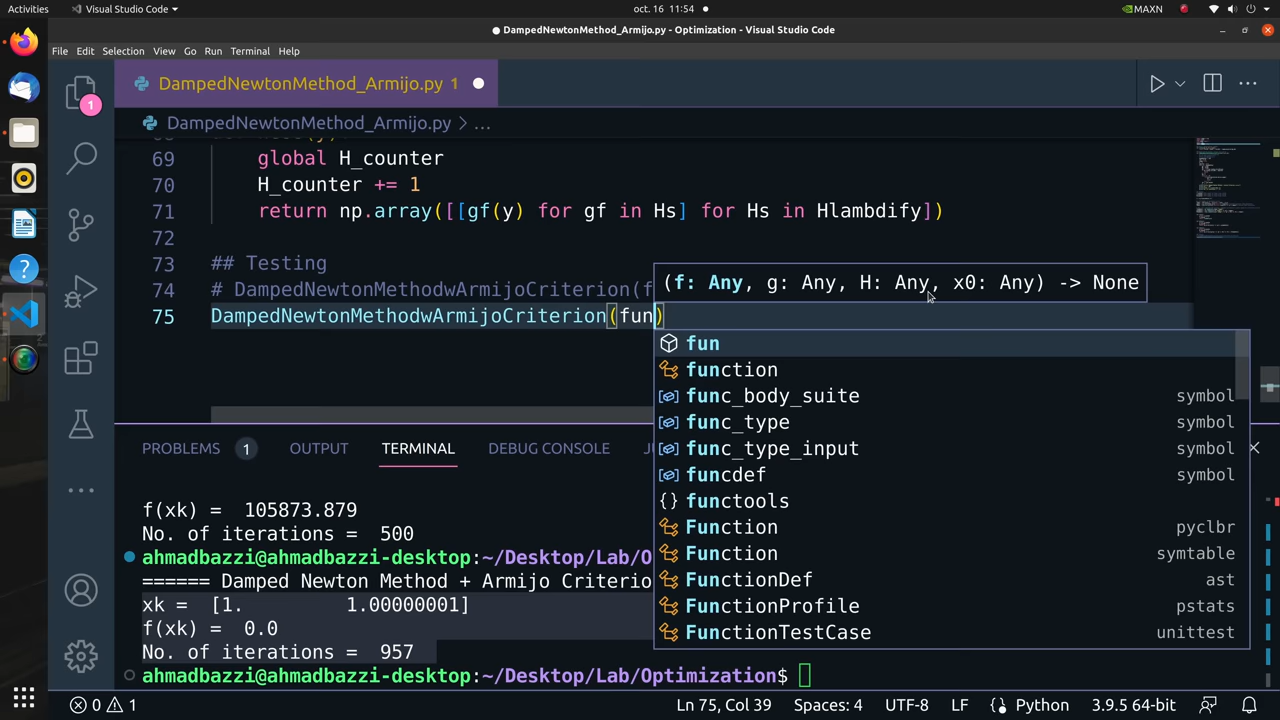 Activities
Visual Studio Code
oct. 16 11:54
MAXN
DampedNewtonMethod_Armijo.py - Optimization - Visual Studio Code
File Edit Selection View Go Run Terminal Help
DampedNewtonMethod_Armijo.py 1
DampedNewtonMethod_Armijo.py > ...
69 global H_counter
70 H_counter += 1
71 return np.array([[gf(y) for gf in Hs] for Hs in Hlambdify])
72
73 ## Testing
74 # DampedNewtonMethodwArmijoCriterion(f
75 DampedNewtonMethodwArmijoCriterion(fun)
(f: Any, g: Any, H: Any, x0: Any) -> None
fun
function
func_body_suite symbol
func_type symbol
func_type_input symbol
funcdef symbol
functools
Function pyclbr
Function symtable
FunctionDef ast
FunctionProfile pstats
FunctionTestCase unittest
1
PROBLEMS 1 OUTPUT TERMINAL DEBUG CONSOLE
f(xk) = 105873.879
No. of iterations = 500
ahmadbazzi@ahmadbazzi-desktop:~/Desktop/Lab/O
====== Damped Newton Method + Armijo Criterio
xk = [1. 1.00000001]
f(xk) = 0.0
No. of iterations = 957
ahmadbazzi@ahmadbazzi-desktop:~/Desktop/Lab/Optimization$
0 1
Ln 75, Col 39 Spaces: 4 UTF-8 LF Python 3.9.5 64-bit